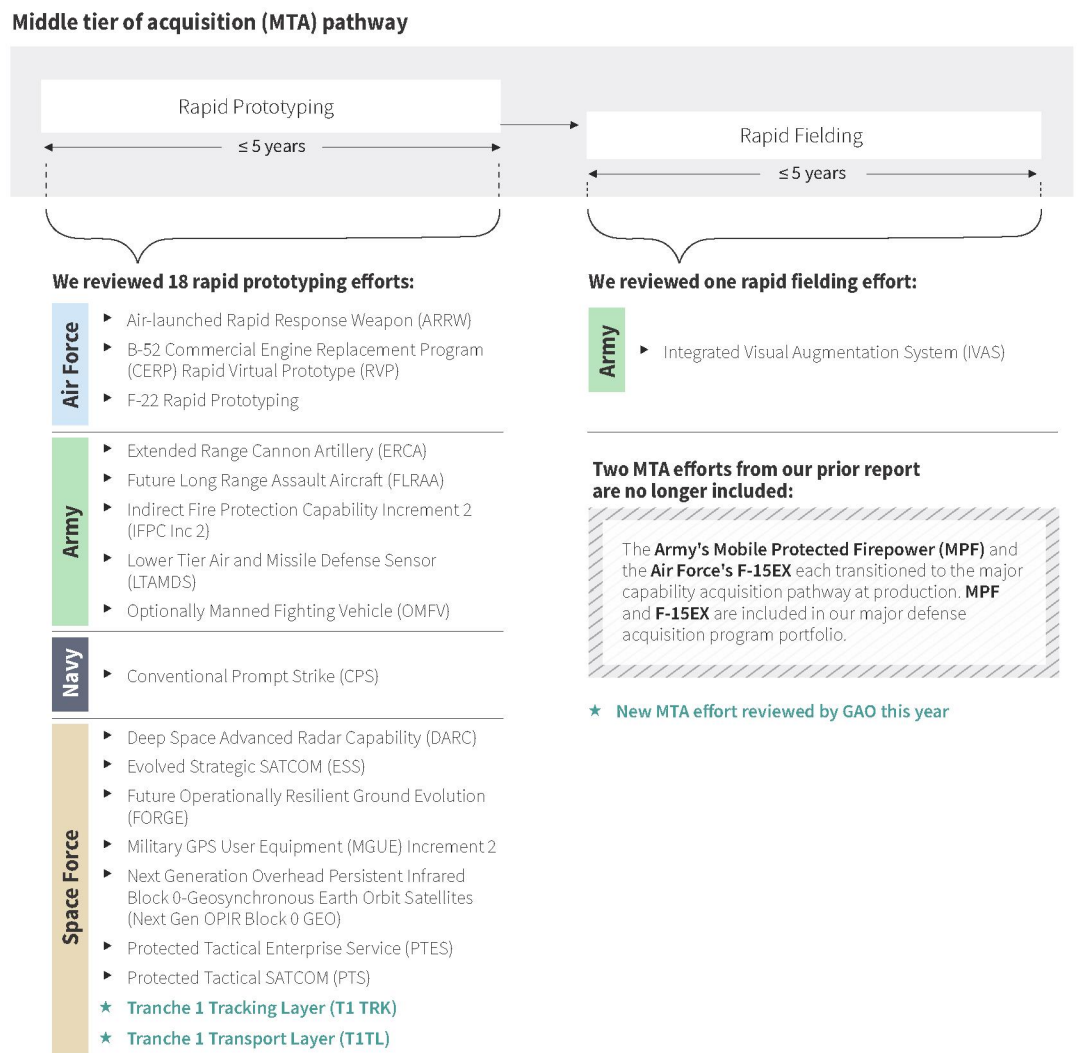 Middle tier of acquisition (MTA) pathway
Rapid Prototyping
≤ 5 years
Rapid Fielding
≤ 5 years
We reviewed 18 rapid prototyping efforts:
Air Force
Air-launched Rapid Response Weapon (ARRW)
B-52 Commercial Engine Replacement Program
(CERP) Rapid Virtual Prototype (RVP)
F-22 Rapid Prototyping
Army
Extended Range Cannon Artillery (ERCA)
Future Long Range Assault Aircraft (FLRAA)
Indirect Fire Protection Capability Increment 2
(IFPC Inc 2)
Lower Tier Air and Missile Defense Sensor
(LTAMDS)
Optionally Manned Fighting Vehicle (OMFV)
Navy
Conventional Prompt Strike (CPS)
Space Force
Deep Space Advanced Radar Capability (DARC)
Evolved Strategic SATCOM (ESS)
Future Operationally Resilient Ground Evolution
(FORGE)
Military GPS User Equipment (MGUE) Increment 2
Next Generation Overhead Persistent Infrared
Block 0-Geosynchronous Earth Orbit Satellites
(Next Gen OPIR Block 0 GEO)
Protected Tactical Enterprise Service (PTES)
Protected Tactical SATCOM (PTS)
Tranche 1 Tracking Layer (T1 TRK)
Tranche 1 Transport Layer (T1TL)
We reviewed one rapid fielding effort:
Army
Integrated Visual Augmentation System (IVAS)
Two MTA efforts from our prior report
are no longer included:
The Army's Mobile Protected Firepower (MPF) and
the Air Force's F-15EX each transitioned to the major
capability acquisition pathway at production. MPF
and F-15EX are included in our major defense
acquisition program portfolio.
New MTA effort reviewed by GAO this year